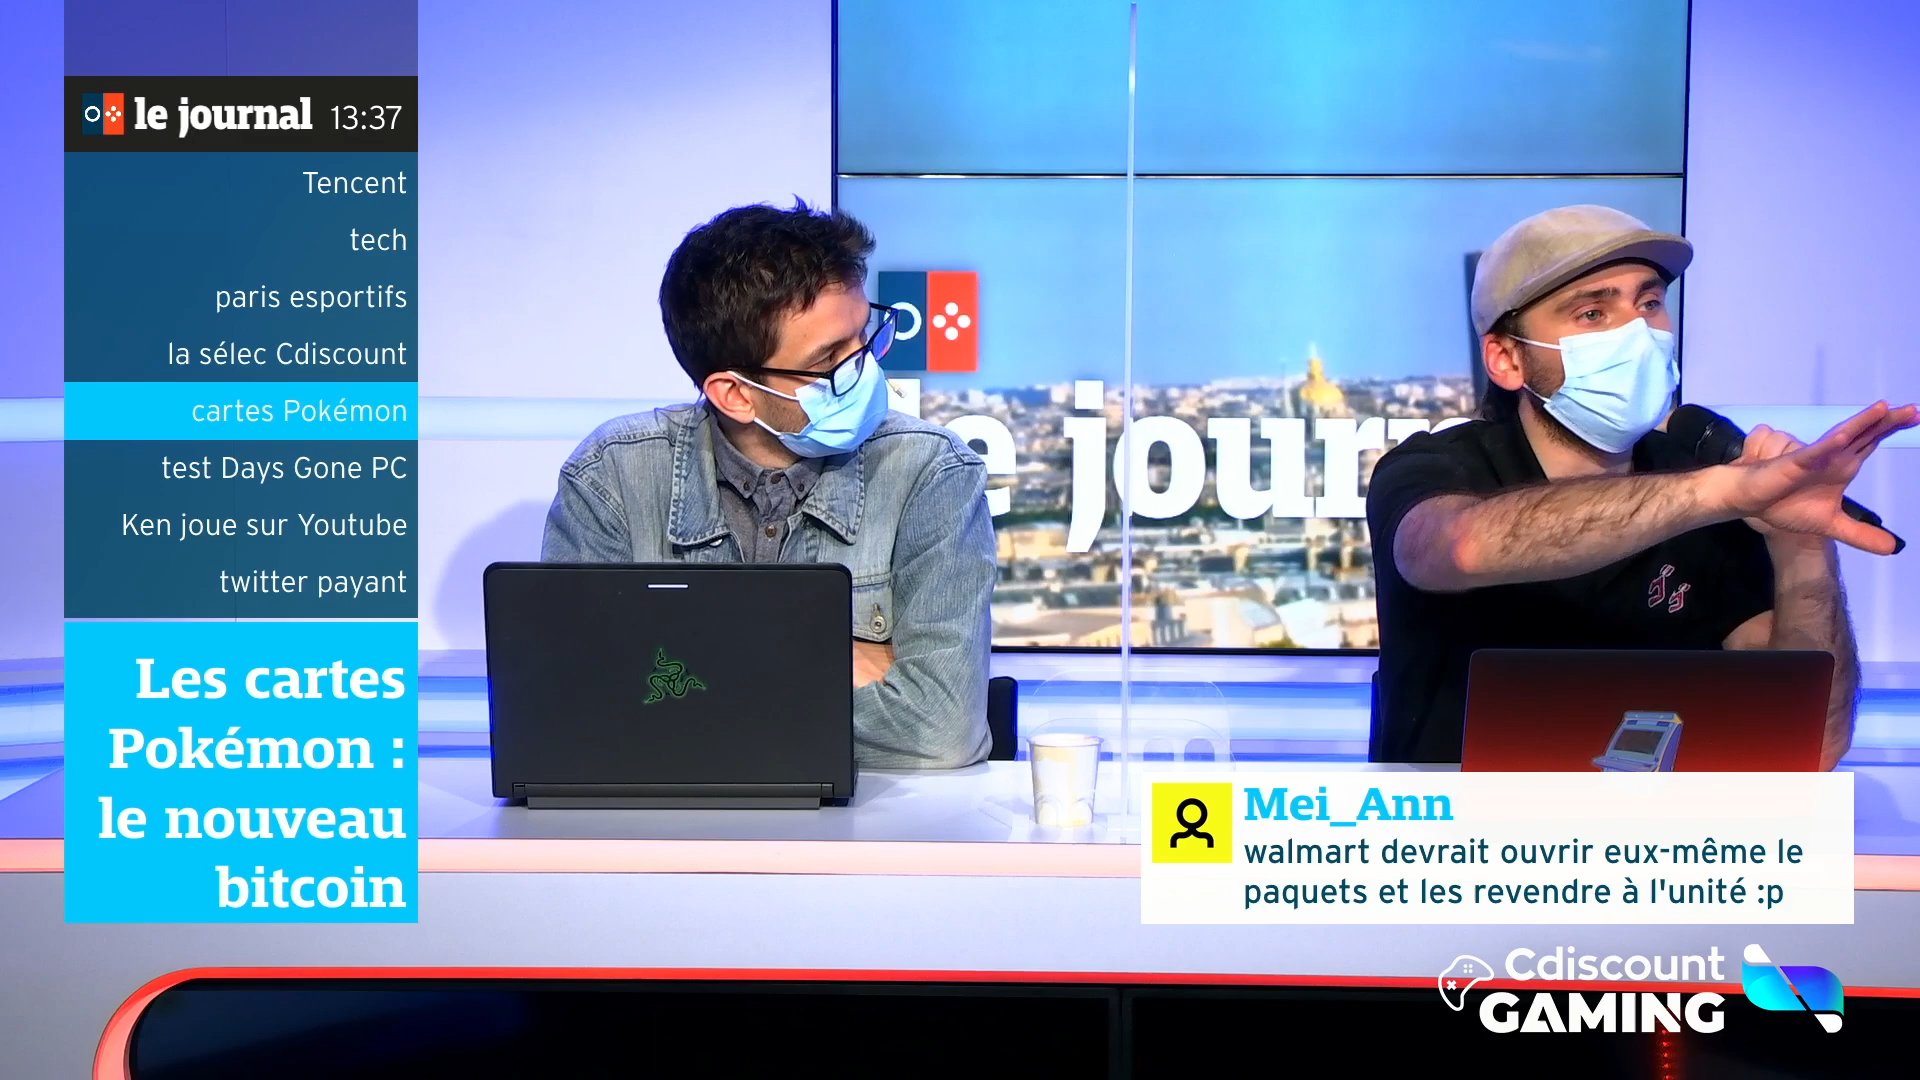 le journal 13:37
Tencent
tech
paris esportifs
la sélec Cdiscount
cartes Pokémon
test Days Gone PC
Ken joue sur Youtube
twitter payant
Les cartes
Pokémon :
le nouveau
bitcoin
e journ
Mei_Ann
walmart devrait ouvrir eux-même le
paquets et les revendre à l'unité :p
Cdiscount
GAMING